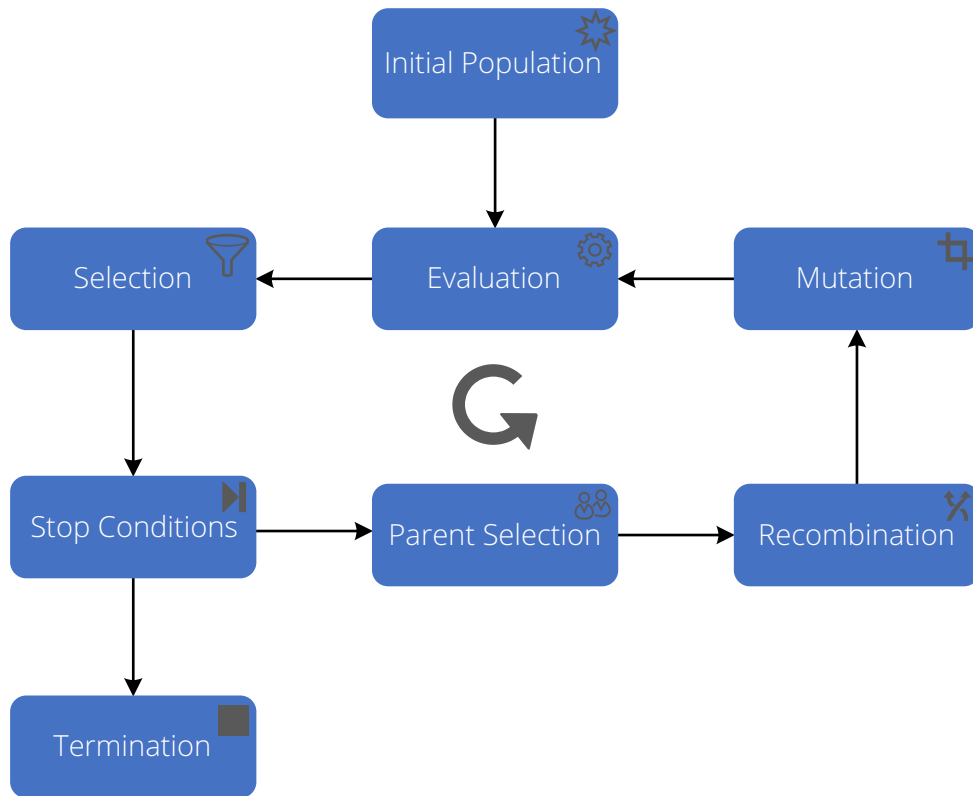 Initial Population
Selection
Evaluation
Mutation
Stop Conditions
Parent Selection
Recombination
Termination